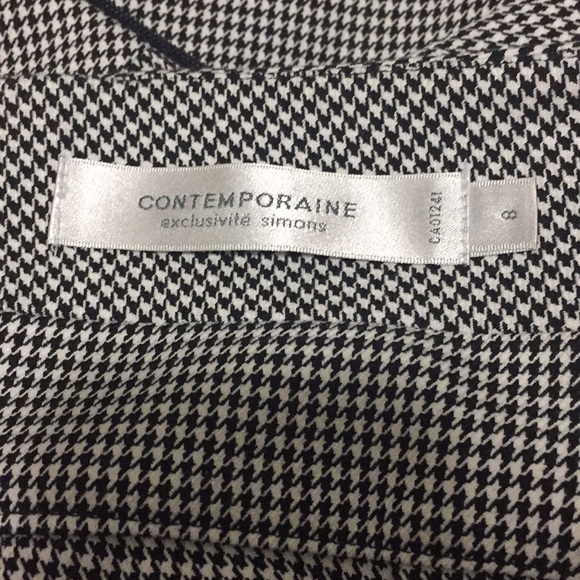 CONTEMPORAINE
exclusivité simons
CA01241
8